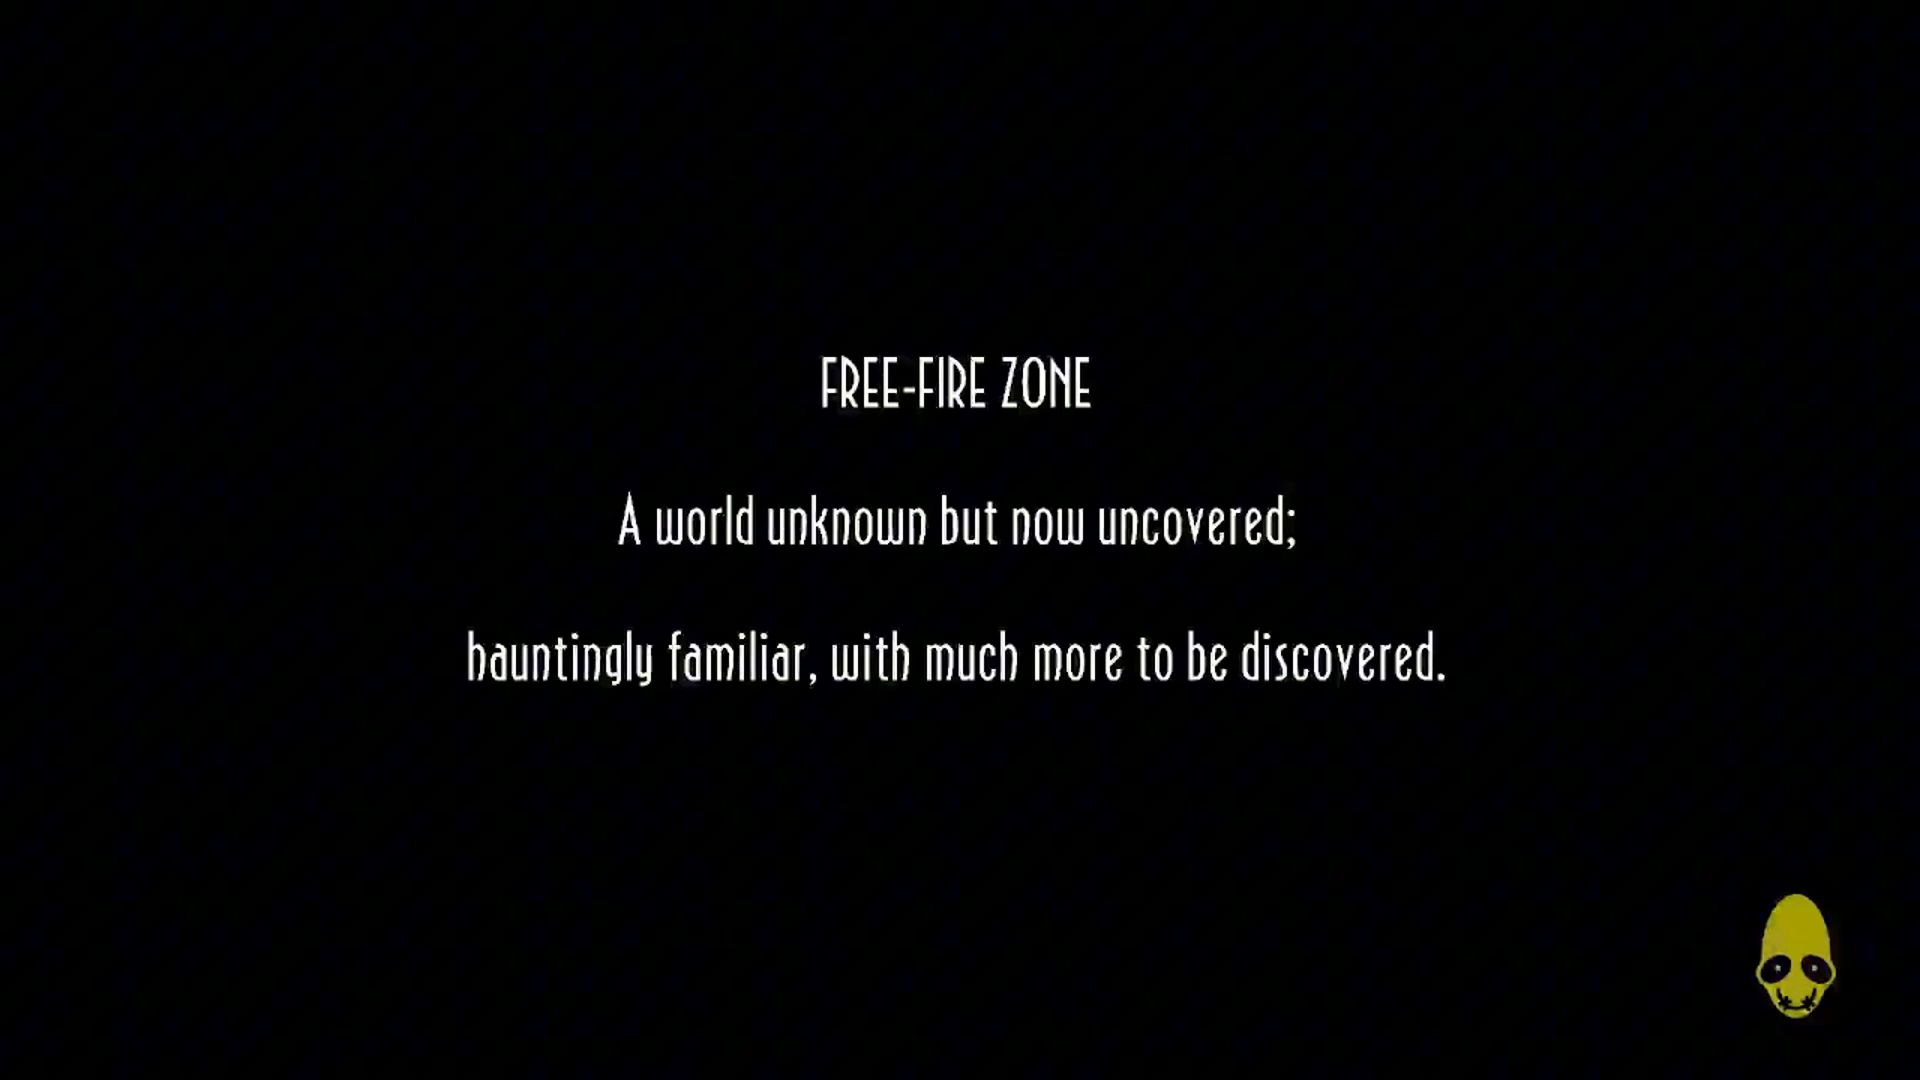 FREE-FIRE ZONE
A world unknown but now uncovered;
hauntingly familiar, with much more to be discovered.